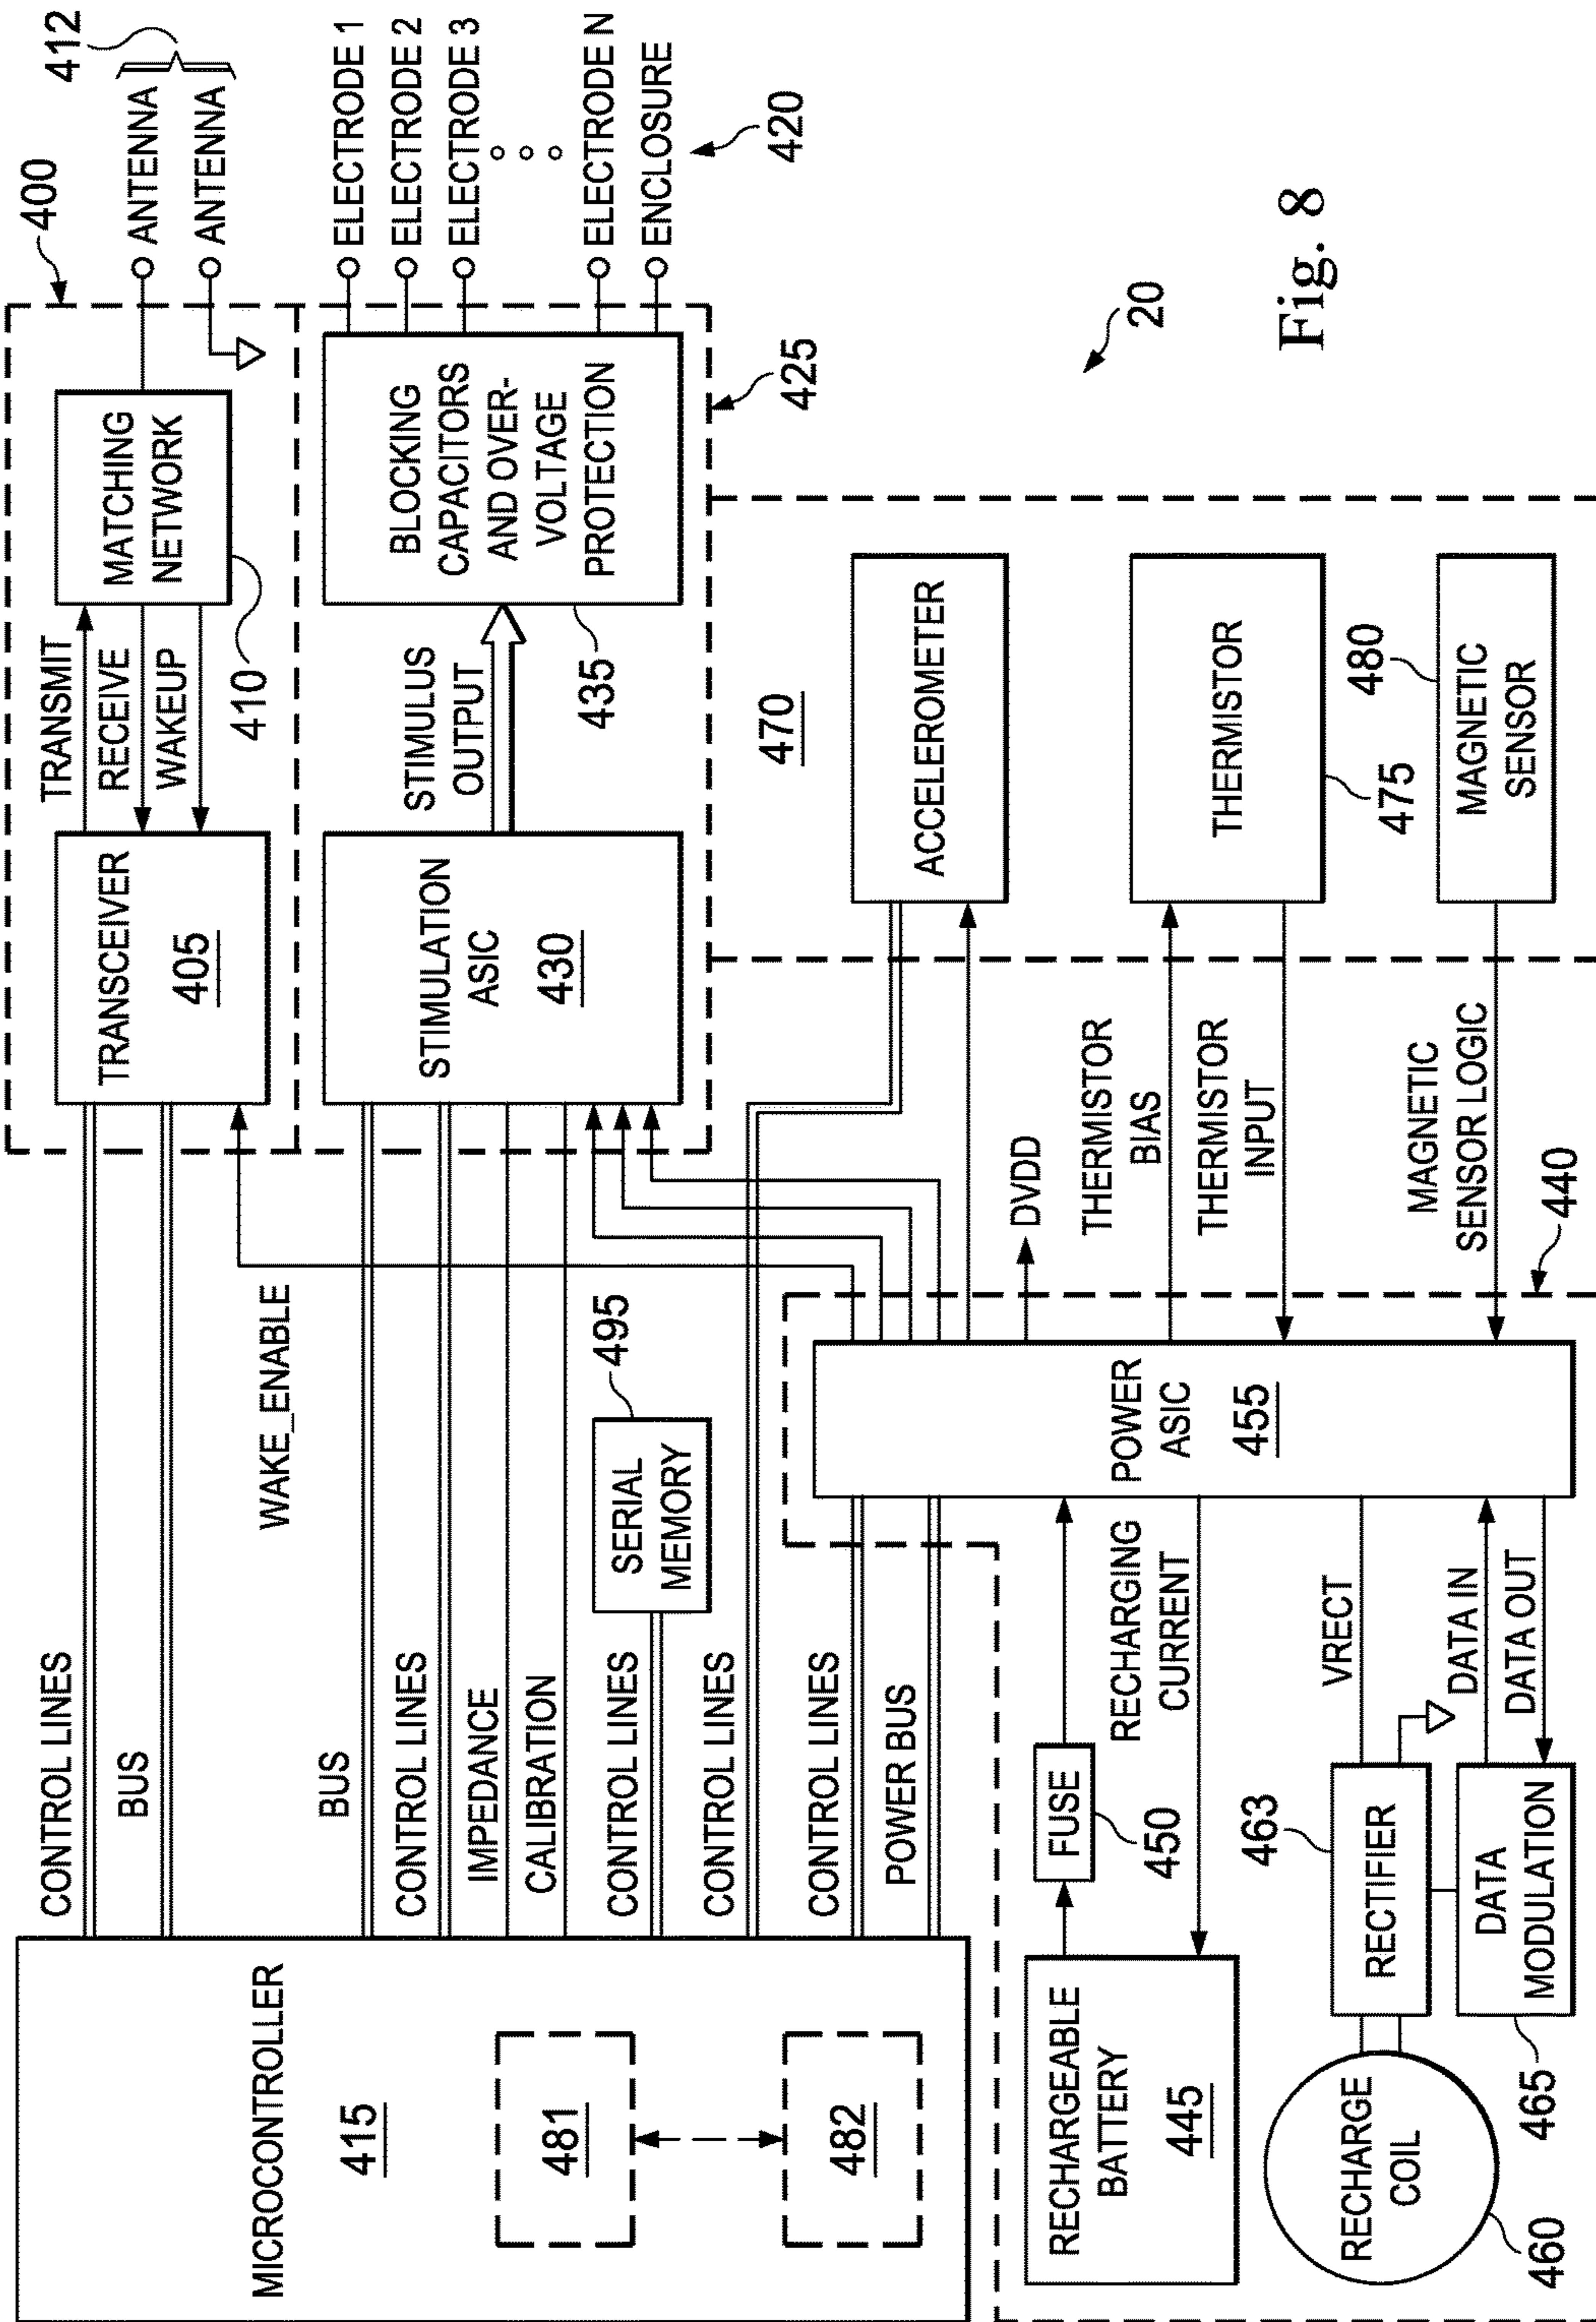 MICROCONTROLLER
415
481
482
CONTROL LINES
BUS
WAKE_ENABLE
BUS
CONTROL LINES
IMPEDANCE
CALIBRATION
CONTROL LINES
SERIAL
MEMORY
495
CONTROL LINES
CONTROL LINES
POWER BUS
TRANSCEIVER
405
TRANSMIT
RECEIVE
WAKEUP
MATCHING
NETWORK
410
400
ANTENNA
ANTENNA
412
STIMULATION
ASIC
430
STIMULUS
OUTPUT
BLOCKING
CAPACITORS
AND OVER-
VOLTAGE
PROTECTION
435
425
ELECTRODE 1
ELECTRODE 2
ELECTRODE 3
ELECTRODE N
ENCLOSURE
420
470
ACCELEROMETER
THERMISTOR
475
480
MAGNETIC
SENSOR
DVDD
THERMISTOR
BIAS
THERMISTOR
INPUT
MAGNETIC
SENSOR LOGIC
440
POWER
ASIC
455
RECHARGEABLE
BATTERY
445
FUSE
450
RECHARGING
CURRENT
VRECT
RECTIFIER
463
DATA IN
DATA OUT
DATA
MODULATION
465
RECHARGE
COIL
460
20
Fig. 8